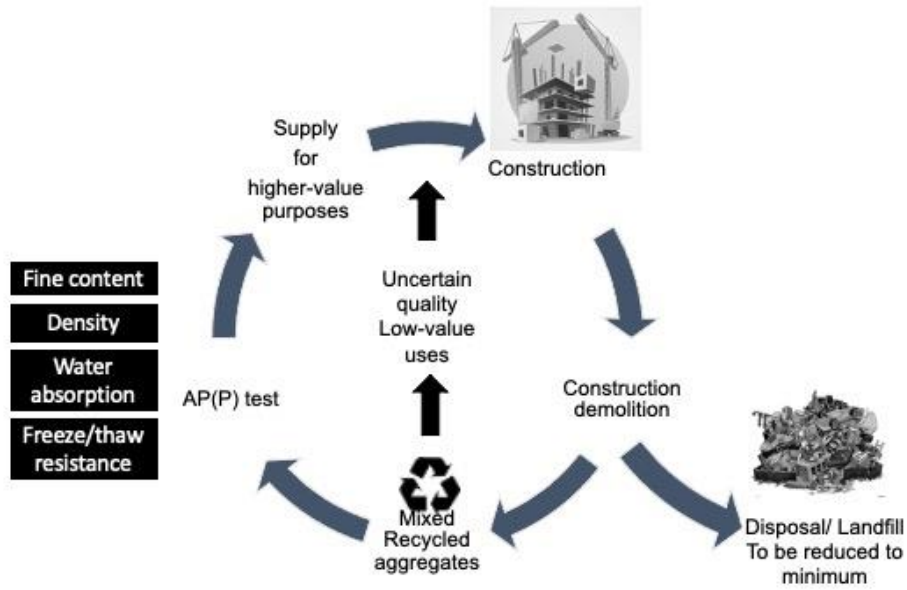 Supply
for
higher-value
purposes
Construction
Fine content
Density
Water
absorption
Freeze/thaw
resistance
AP(P) test
Uncertain
quality
Low-value
uses
Construction
demolition
Mixed
Recycled
aggregates
Disposal/ Landfill
To be reduced to
minimum